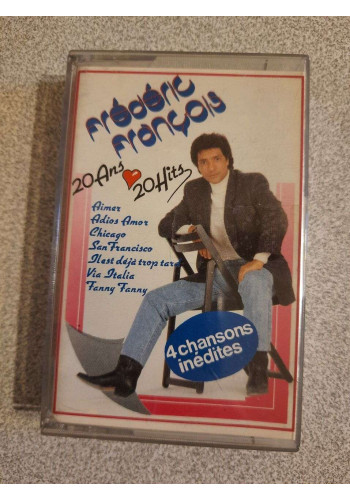 Frédéric
François
20 Ans 20 Hits
Aimer
Adios Amor
Chicago
San Francisco
Il est déjà trop tard
Via Italia
Fanny Fanny
4 chansons
inédites